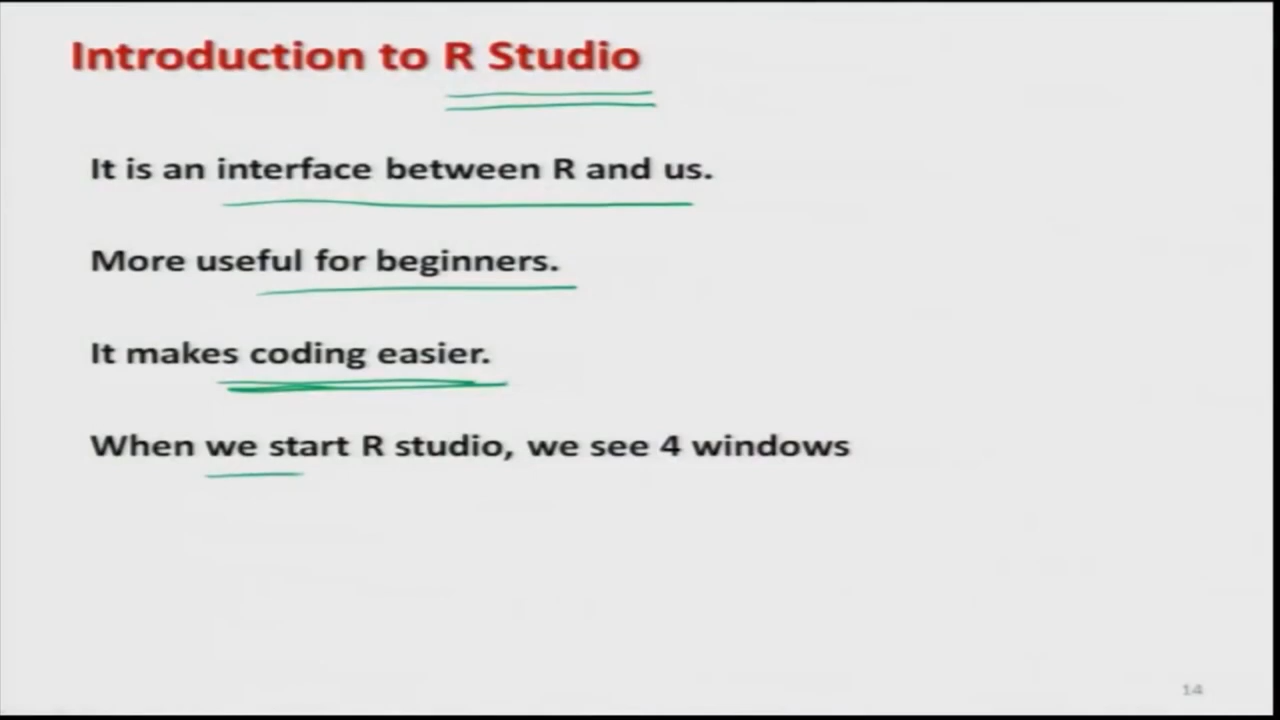 Introduction to R Studio
It is an interface between R and us.
More useful for beginners.
It makes coding easier.
When we start R studio, we see 4 windows
14